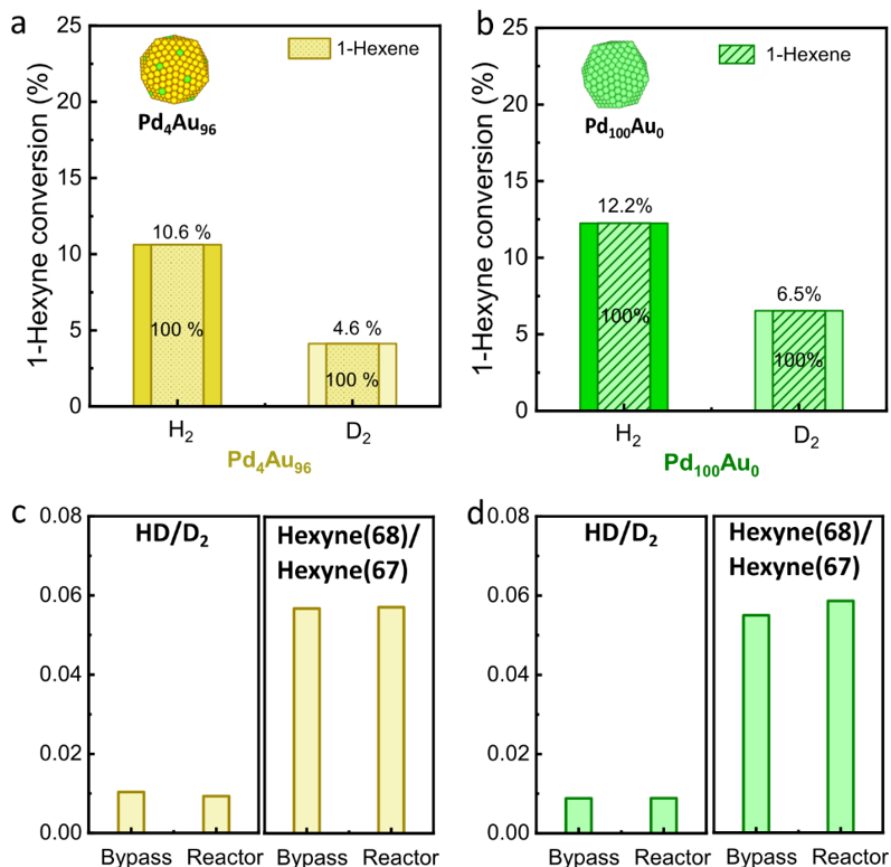 a
1-Hexyne conversion (%)
25
20
15
10
5
0
Pd₄Au₉₆
1-Hexene
10.6 %
100 %
4.6 %
100 %
H₂
D₂
Pd₄Au₉₆
b
1-Hexyne conversion (%)
25
20
15
10
5
0
Pd₁₀₀Au₀
1-Hexene
12.2%
100%
6.5%
100%
H₂
D₂
Pd₁₀₀Au₀
c
0.08
0.06
0.04
0.02
0.00
HD/D₂
Bypass Reactor
Hexyne(68)/
Hexyne(67)
Bypass Reactor
d
0.08
0.06
0.04
0.02
0.00
HD/D₂
Bypass Reactor
Hexyne(68)/
Hexyne(67)
Bypass Reactor